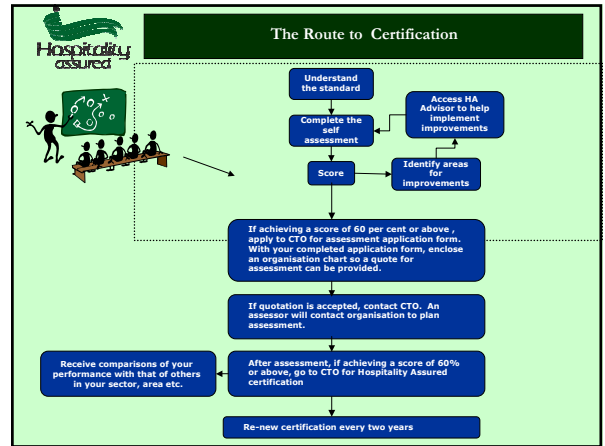 Hospitality
assured
The Route to Certification
Understand
the standard
Complete the
self
assessment
Score
Access HA
Advisor to help
implement
improvements
Identify areas
for
improvements
If achieving a score of 60 per cent or above ,
apply to CTO for assessment application form.
With your completed application form, enclose
an organisation chart so a quote for
assessment can be provided.
If quotation is accepted, contact CTO. An
assessor will contact organisation to plan
assessment.
After assessment, if achieving a score of 60%
or above, go to CTO for Hospitality Assured
certification
Receive comparisons of your
performance with that of others
in your sector, area etc.
Re-new certification every two years